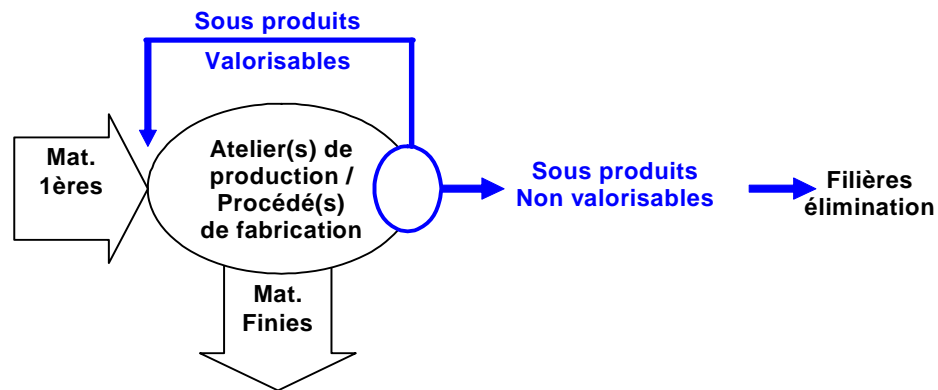 Sous produits
Valorisables
Mat.
1ères
Atelier(s) de
production /
Procédé(s)
de fabrication
Sous produits
Non valorisables
Filières
élimination
Mat.
Finies